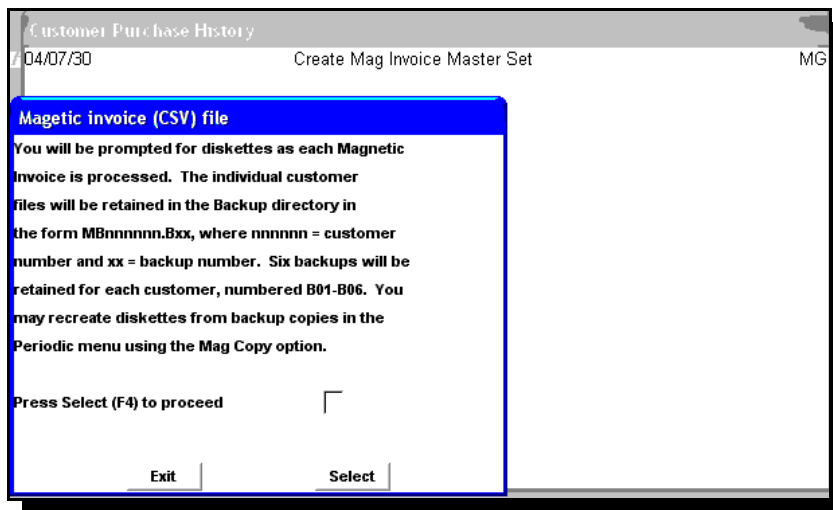 Customer Purchase History
04/07/30 Create Mag Invoice Master Set MG
Magetic invoice (CSV) file
You will be prompted for diskettes as each Magnetic
Invoice is processed. The individual customer
files will be retained in the Backup directory in
the form MBnnnnnn.Bxx, where nnnnnn = customer
number and xx = backup number. Six backups will be
retained for each customer, numbered B01-B06. You
may recreate diskettes from backup copies in the
Periodic menu using the Mag Copy option.
Press Select (F4) to proceed
Exit Select